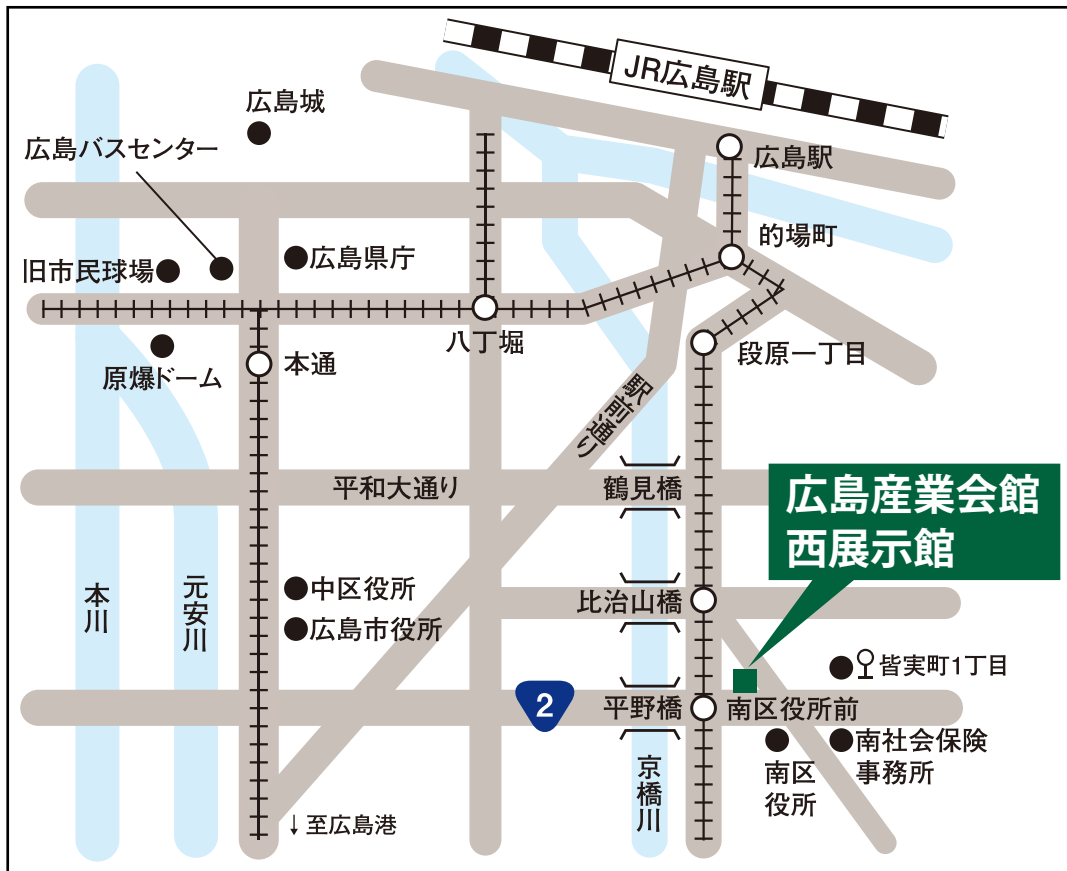 JR広島駅
広島城
広島バスセンター
広島駅
的場町
旧市民球場
広島県庁
八丁堀
段原一丁目
原爆ドーム
本通
駅前通り
平和大通り
鶴見橋
広島産業会館
西展示館
本川
元安川
中区役所
広島市役所
比治山橋
皆実町1丁目
2
平野橋
南区役所前
南区
役所
南社会保険
事務所
京橋川
↓至広島港